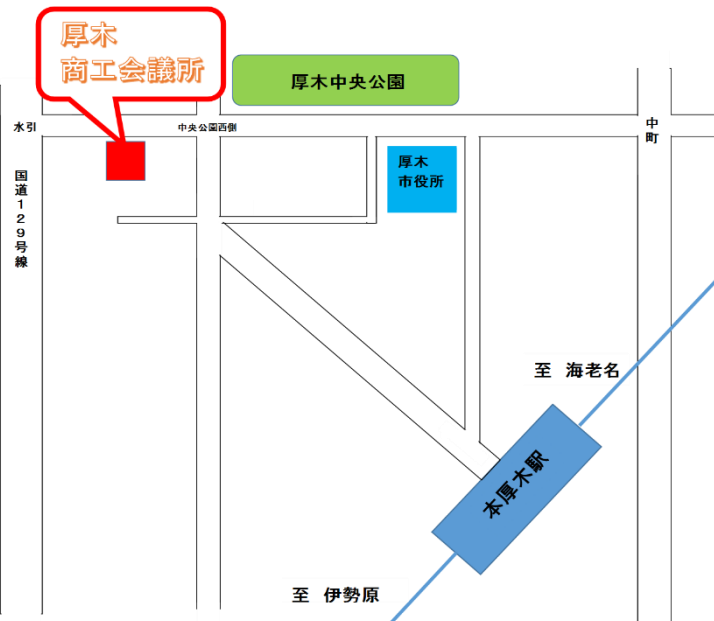 厚木
商工会議所
厚木中央公園
水引
中央公園西側
中町
厚木
市役所
国道129号線
至 海老名
本厚木駅
至 伊勢原